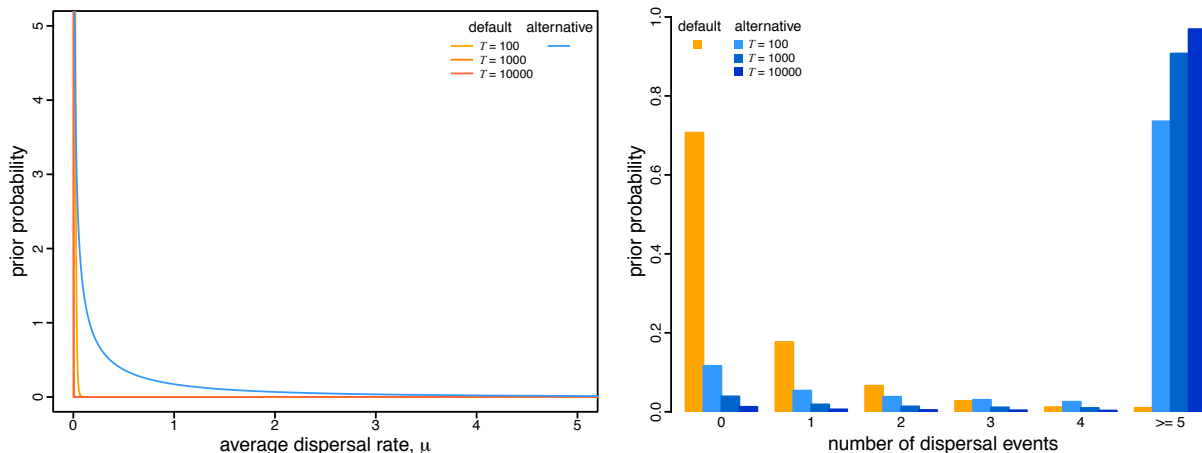 default alternative
T = 100
T = 1000
T = 10000
prior probability
0 1 2 3 4 5
0 1 2 3 4 5
average dispersal rate, μ
default alternative
T = 100
T = 1000
T = 10000
prior probability
0.0 0.2 0.4 0.6 0.8 1.0
0 1 2 3 4 >= 5
number of dispersal events